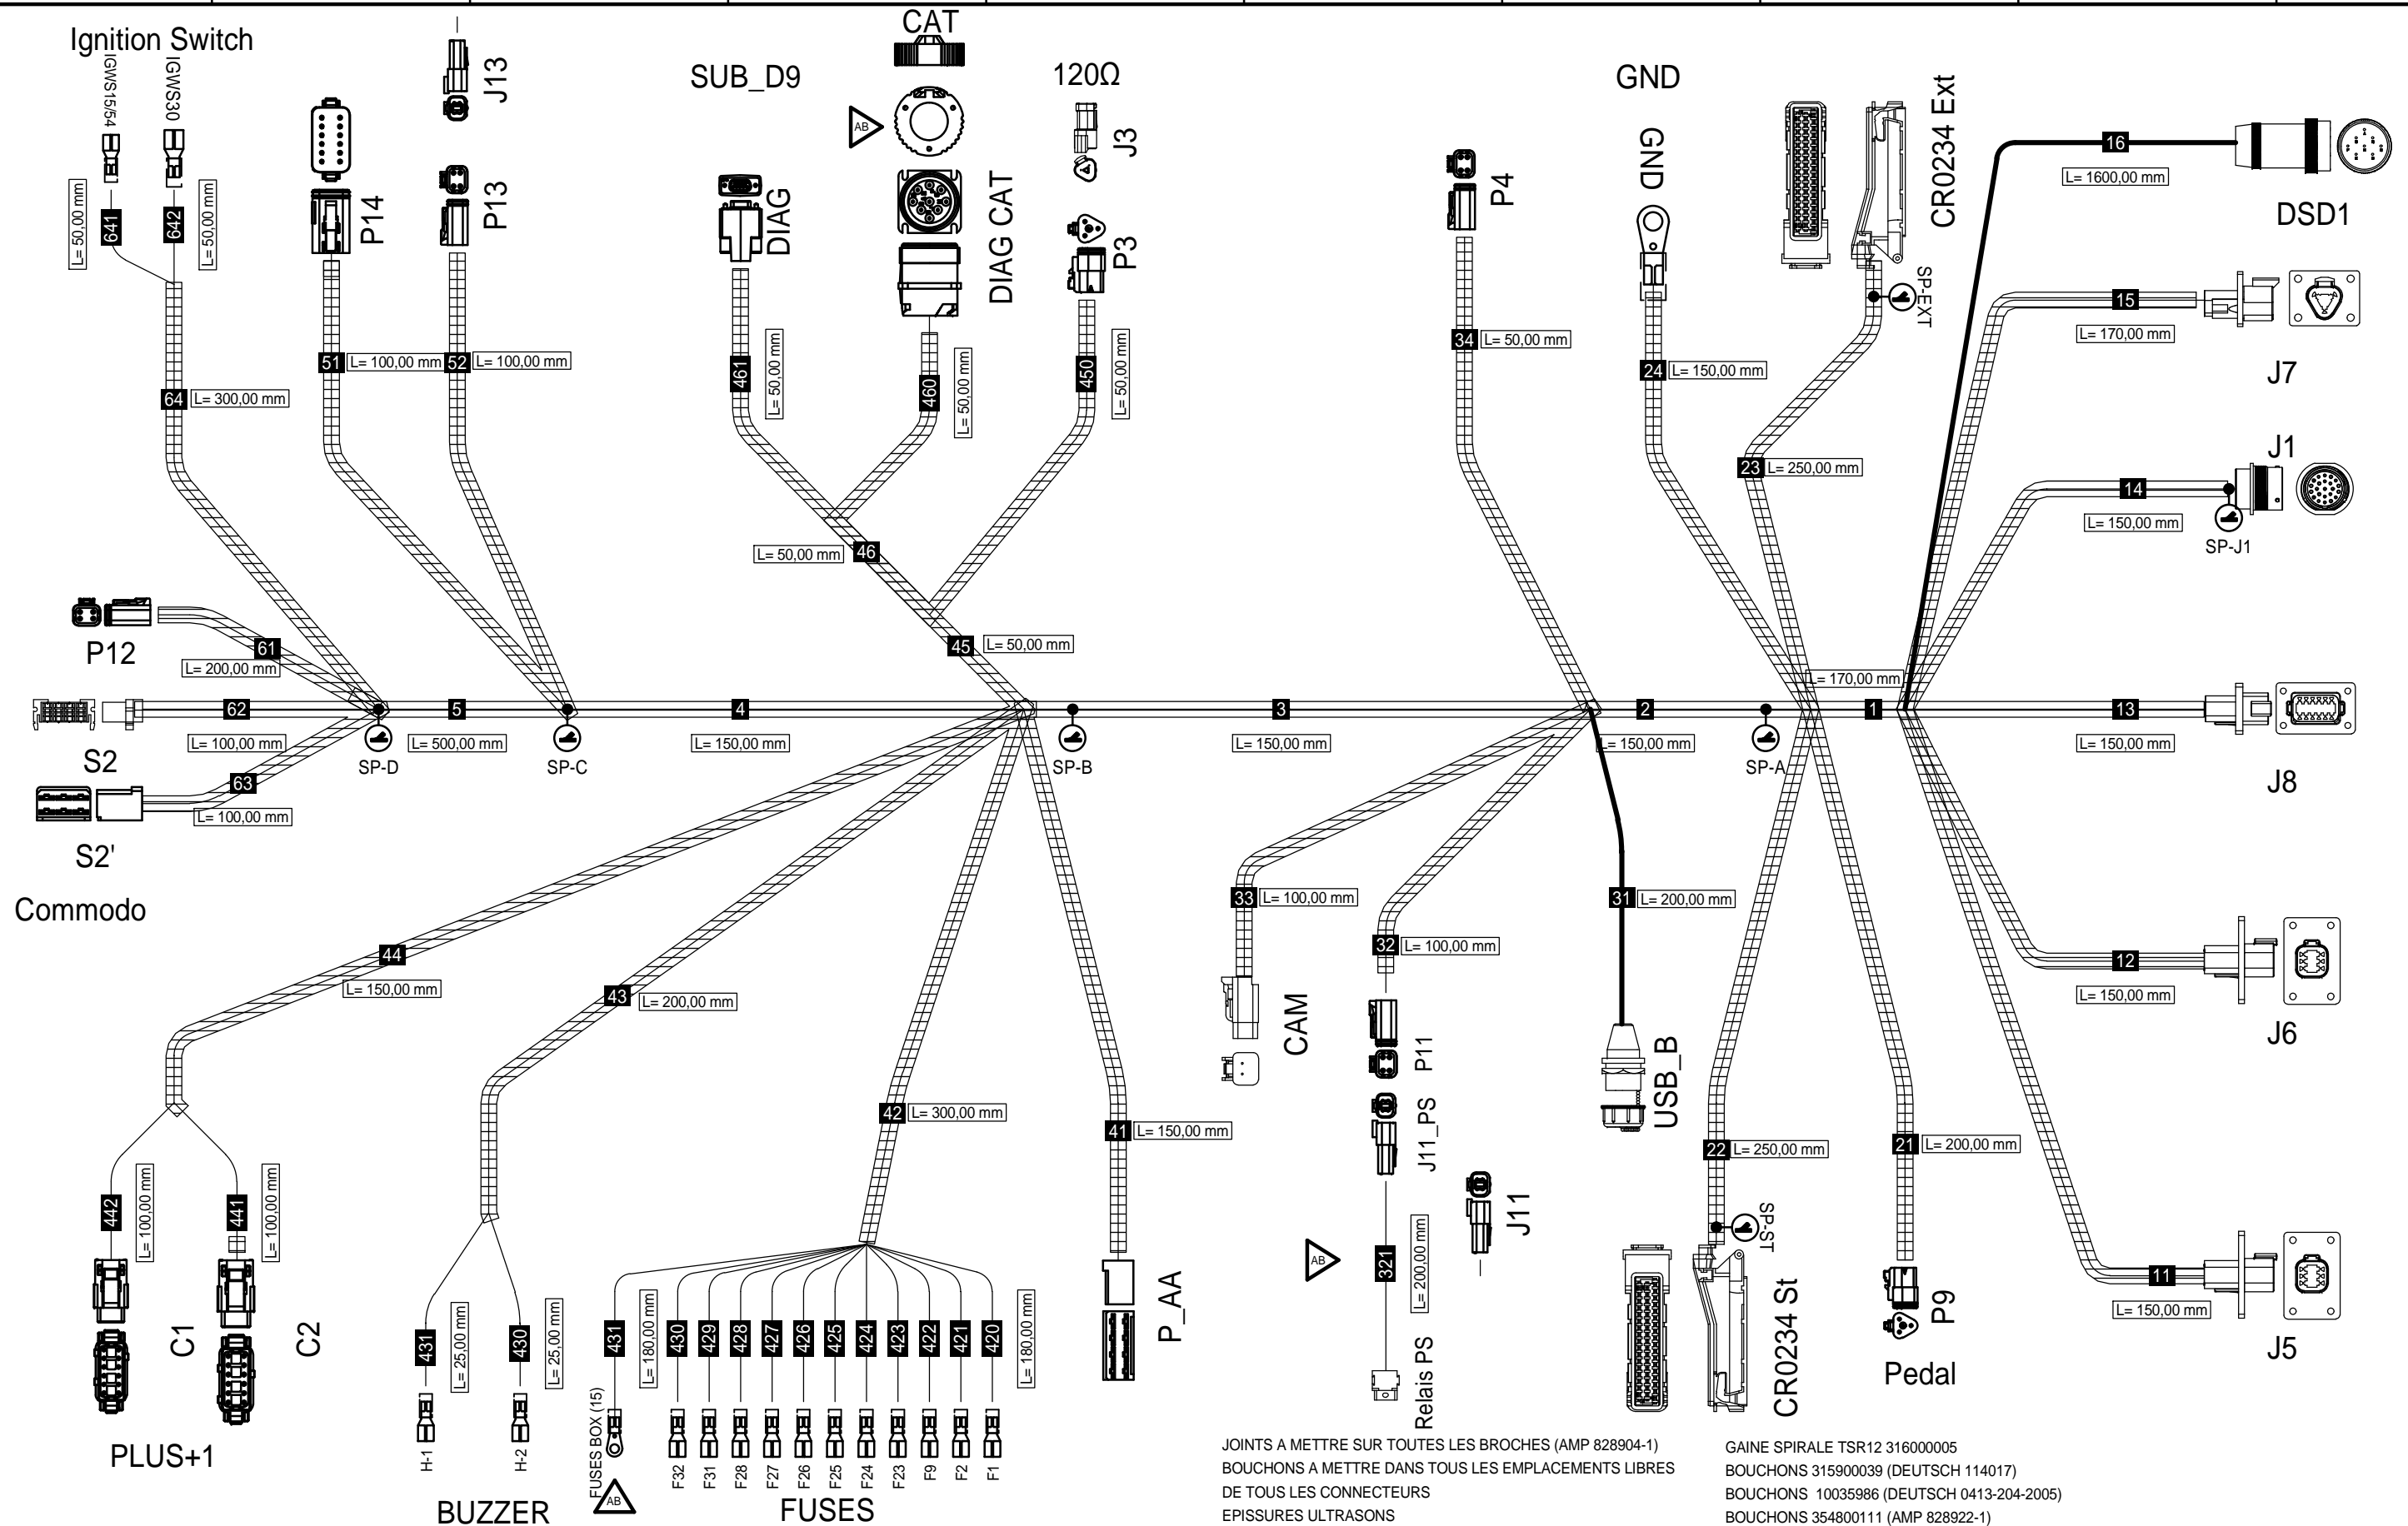 Ignition Switch
IGWS15/54
IGWS30
L= 50,00 mm
641
642
L= 50,00 mm
64
L= 300,00 mm
P14
51
L= 100,00 mm
J13
P13
52
L= 100,00 mm
SUB_D9
DIAG
461
L= 50,00 mm
CAT
AB
DIAG CAT
460
L= 50,00 mm
120Ω
J3
P3
450
L= 50,00 mm
L= 50,00 mm
46
45
L= 50,00 mm
P4
34
L= 50,00 mm
GND
GND
24
L= 150,00 mm
CR0234 Ext
SP-EXT
23
L= 250,00 mm
16
L= 1600,00 mm
DSD1
15
L= 170,00 mm
J7
J1
14
L= 150,00 mm
SP-J1
P12
61
L= 200,00 mm
62
L= 100,00 mm
S2
63
L= 100,00 mm
S2'
Commodo
SP-D
5
L= 500,00 mm
SP-C
4
L= 150,00 mm
SP-B
3
L= 150,00 mm
2
L= 150,00 mm
SP-A
L= 170,00 mm
1
13
L= 150,00 mm
J8
12
L= 150,00 mm
J6
11
L= 150,00 mm
J5
44
L= 150,00 mm
442
L= 100,00 mm
441
L= 100,00 mm
C1
C2
PLUS+1
43
L= 200,00 mm
431
L= 25,00 mm
430
L= 25,00 mm
H-1
H-2
BUZZER
42
L= 300,00 mm
431
L= 180,00 mm
430
429
428
427
426
425
424
423
422
421
420
L= 180,00 mm
FUSES BOX (15)
AB
F32
F31
F28
F27
F26
F25
F24
F23
F9
F2
F1
FUSES
41
L= 150,00 mm
P_AA
33
L= 100,00 mm
CAM
32
L= 100,00 mm
P11
J11_PS
AB
321
L= 200,00 mm
Relais PS
J11
31
L= 200,00 mm
USB_B
22
L= 250,00 mm
SP-ST
CR0234 St
21
L= 200,00 mm
P9
Pedal
JOINTS A METTRE SUR TOUTES LES BROCHES (AMP 828904-1)
BOUCHONS A METTRE DANS TOUS LES EMPLACEMENTS LIBRES
DE TOUS LES CONNECTEURS
EPISSURES ULTRASONS
GAINE SPIRALE TSR12 316000005
BOUCHONS 315900039 (DEUTSCH 114017)
BOUCHONS 10035986 (DEUTSCH 0413-204-2005)
BOUCHONS 354800111 (AMP 828922-1)